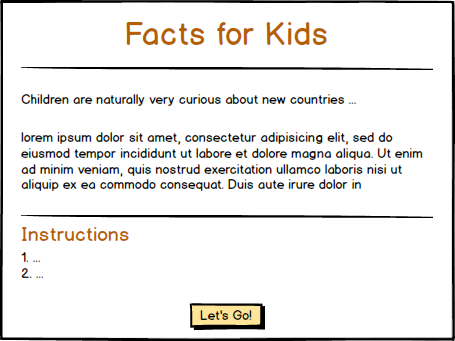 Facts for Kids
Children are naturally very curious about new countries ...
lorem ipsum dolor sit amet, consectetur adipisicing elit, sed do
eiusmod tempor incididunt ut labore et dolore magna aliqua. Ut enim
ad minim veniam, quis nostrud exercitation ullamco laboris nisi ut
aliquip ex ea commodo consequat. Duis aute irure dolor in
Instructions
1. ...
2. ...
Let's Go!